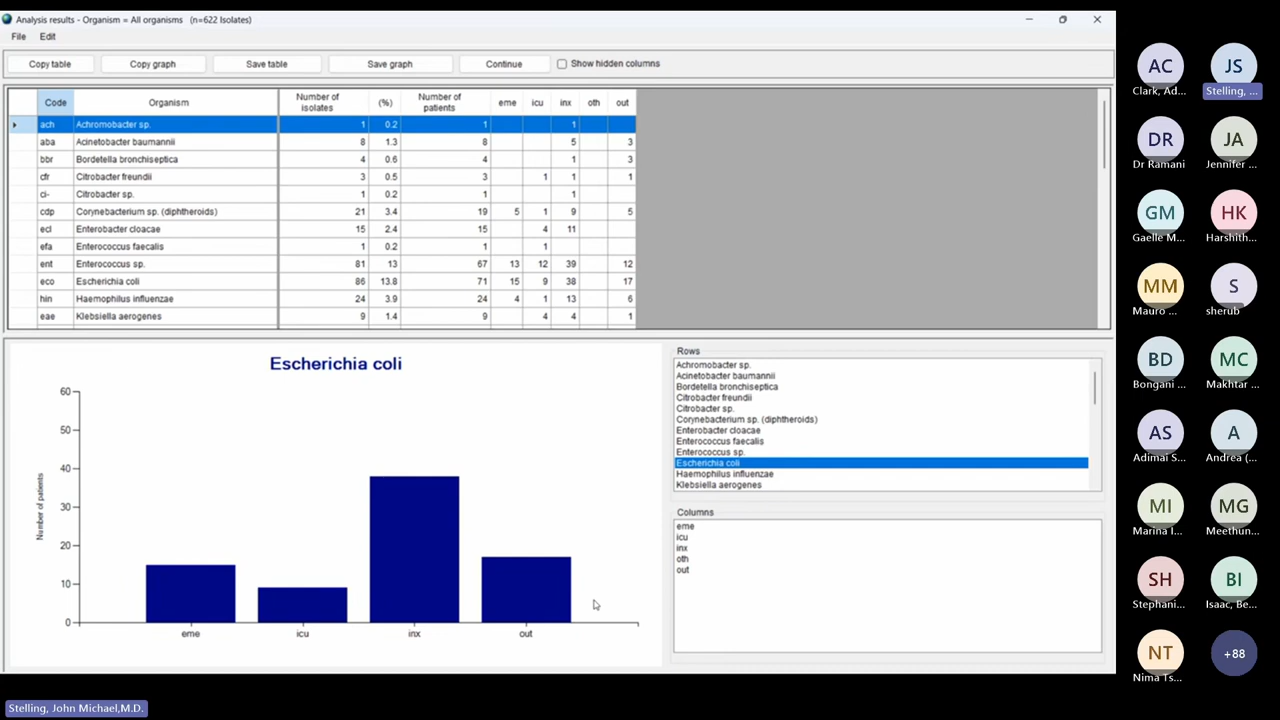 Analysis results - Organism = All organisms (n=622 Isolates)
File Edit
Copy table Copy graph Save table Save graph Continue Show hidden columns
Code Organism Number of isolates (%) Number of patients eme icu inx oth out
ach Achromobacter sp. 1 0.2 1 1
aba Acinetobacter baumannii 8 1.3 8 5 3
bbr Bordetella bronchiseptica 4 0.6 4 1 3
cfr Citrobacter freundii 3 0.5 3 1 1 1
ci- Citrobacter sp. 1 0.2 1 1
cdp Corynebacterium sp. (diphtheroids) 21 3.4 19 5 1 9 5
ecl Enterobacter cloacae 15 2.4 15 4 11
efa Enterococcus faecalis 1 0.2 1 1
ent Enterococcus sp. 81 13 67 13 12 39 12
eco Escherichia coli 86 13.8 71 15 9 38 17
hin Haemophilus influenzae 24 3.9 24 4 1 13 6
eae Klebsiella aerogenes 9 1.4 9 4 4 1
Escherichia coli
Number of patients
60
50
40
30
20
10
0
eme icu inx out
Rows
Achromobacter sp.
Acinetobacter baumannii
Bordetella bronchiseptica
Citrobacter freundii
Citrobacter sp.
Corynebacterium sp. (diphtheroids)
Enterobacter cloacae
Enterococcus faecalis
Enterococcus sp.
Escherichia coli
Haemophilus influenzae
Klebsiella aerogenes
Columns
eme
icu
inx
oth
out
AC JS
Clark, Ad... Stelling, ...
DR JA
Dr Ramani Jennifer ...
GM HK
Gaelle M... Harshith...
MM S
Mauro ... sherub
BD MC
Bongani ... Makhtar ...
AS A
Adimai S... Andrea (...
MI MG
Marina I... Meethun...
SH BI
Stephani... Isaac, Be...
NT +88
Nima Ts...
Stelling, John Michael,M.D.